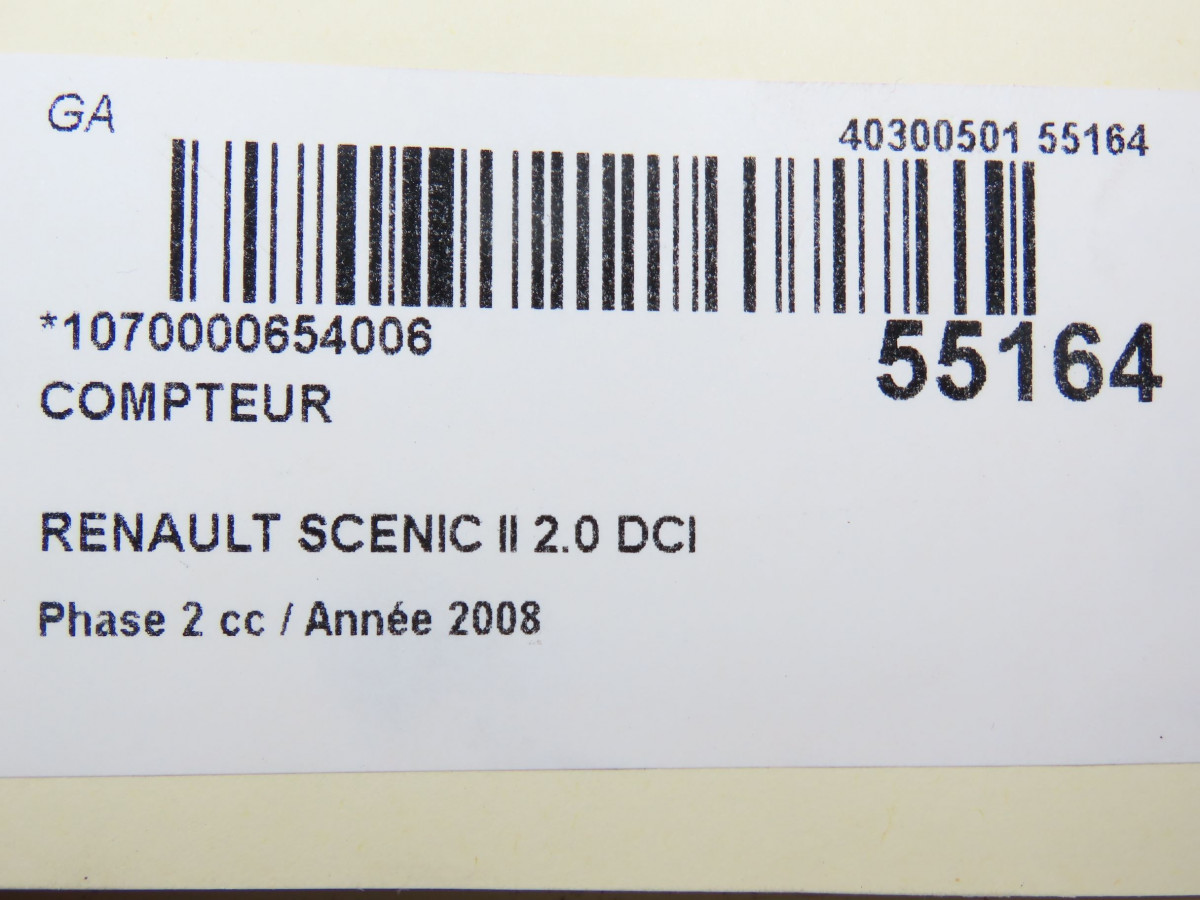 GA
40300501 55164
*1070000654006
55164
COMPTEUR
RENAULT SCENIC II 2.0 DCI
Phase 2 cc / Année 2008